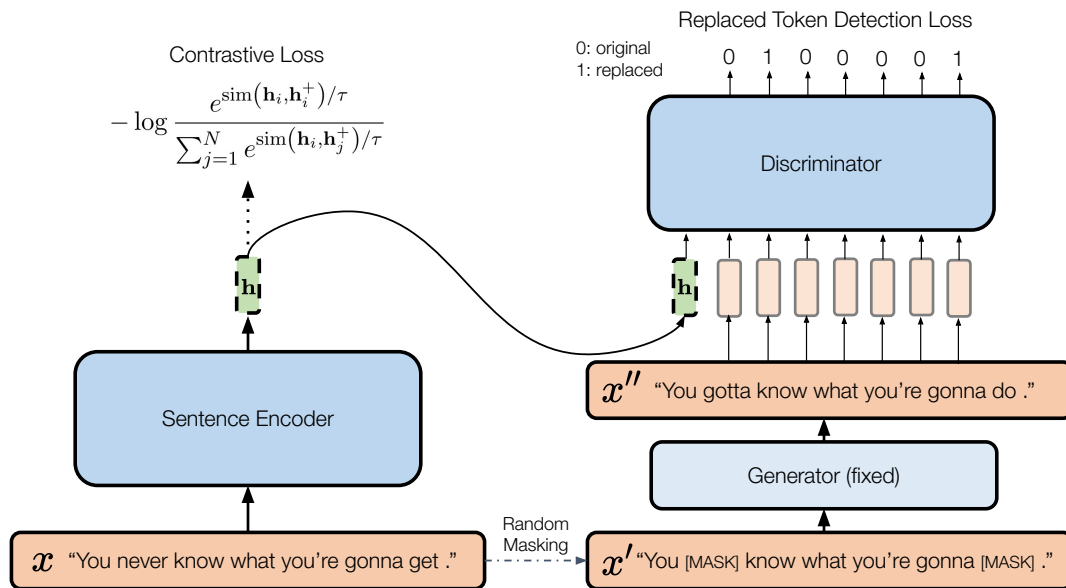 Replaced Token Detection Loss
0: original
1: replaced
0 1 0 0 0 0 1
Contrastive Loss
− log e^{sim(h_i,h_i^+)/τ} / ∑_{j=1}^{N} e^{sim(h_i,h_j^+)/τ}
Discriminator
h
h
x'' “You gotta know what you're gonna do .”
Sentence Encoder
Generator (fixed)
x “You never know what you're gonna get .”
Random
Masking
x' “You [MASK] know what you're gonna [MASK] .”